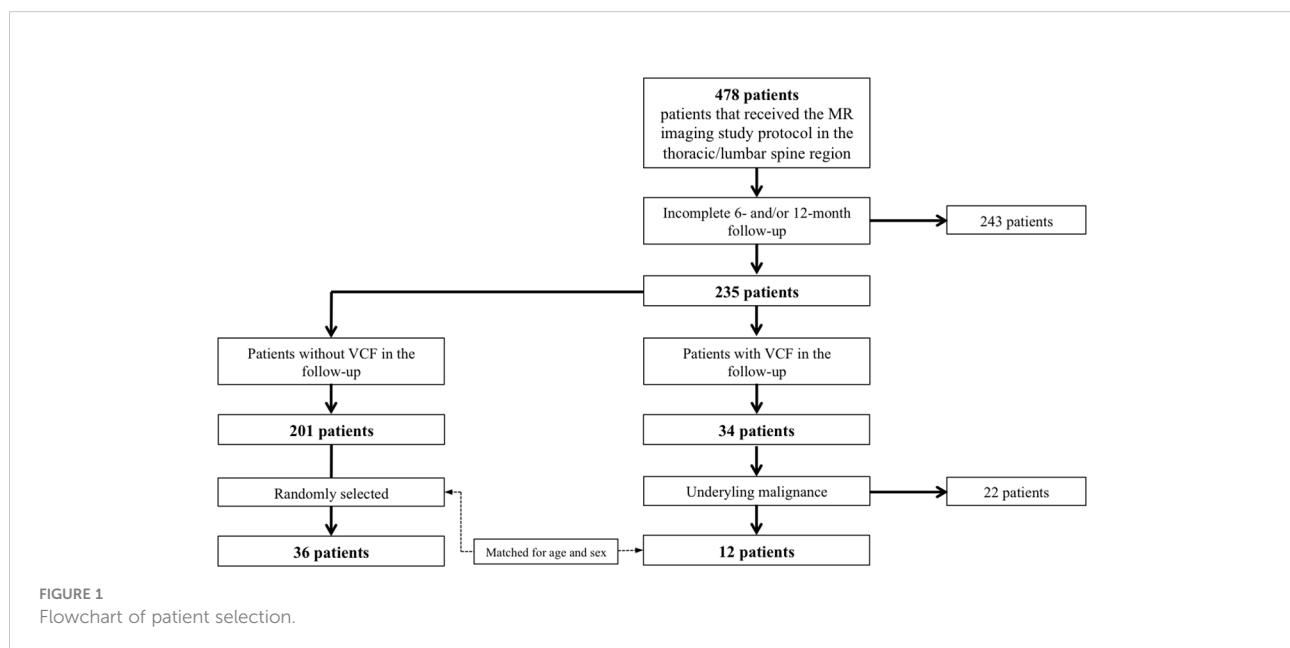 478 patients
patients that received the MR
imaging study protocol in the
thoracic/lumbar spine region
Incomplete 6- and/or 12-month
follow-up
243 patients
235 patients
Patients without VCF in the
follow-up
Patients with VCF in the
follow-up
201 patients
34 patients
Randomly selected
Underyling malignance
22 patients
36 patients
Matched for age and sex
12 patients
FIGURE 1
Flowchart of patient selection.